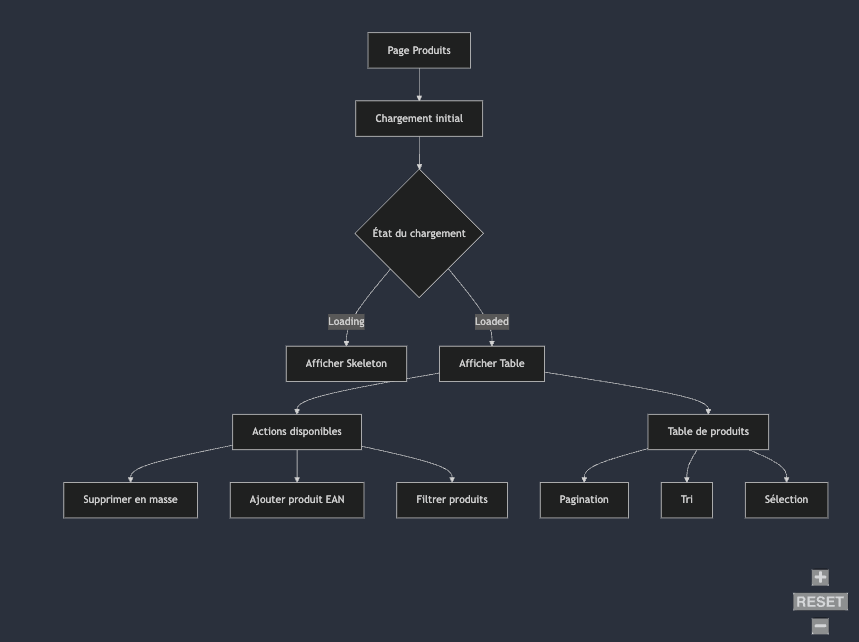 Page Produits
Chargement initial
État du chargement
Loading
Loaded
Afficher Skeleton
Afficher Table
Actions disponibles
Table de produits
Supprimer en masse
Ajouter produit EAN
Filtrer produits
Pagination
Tri
Sélection
+
RESET
−